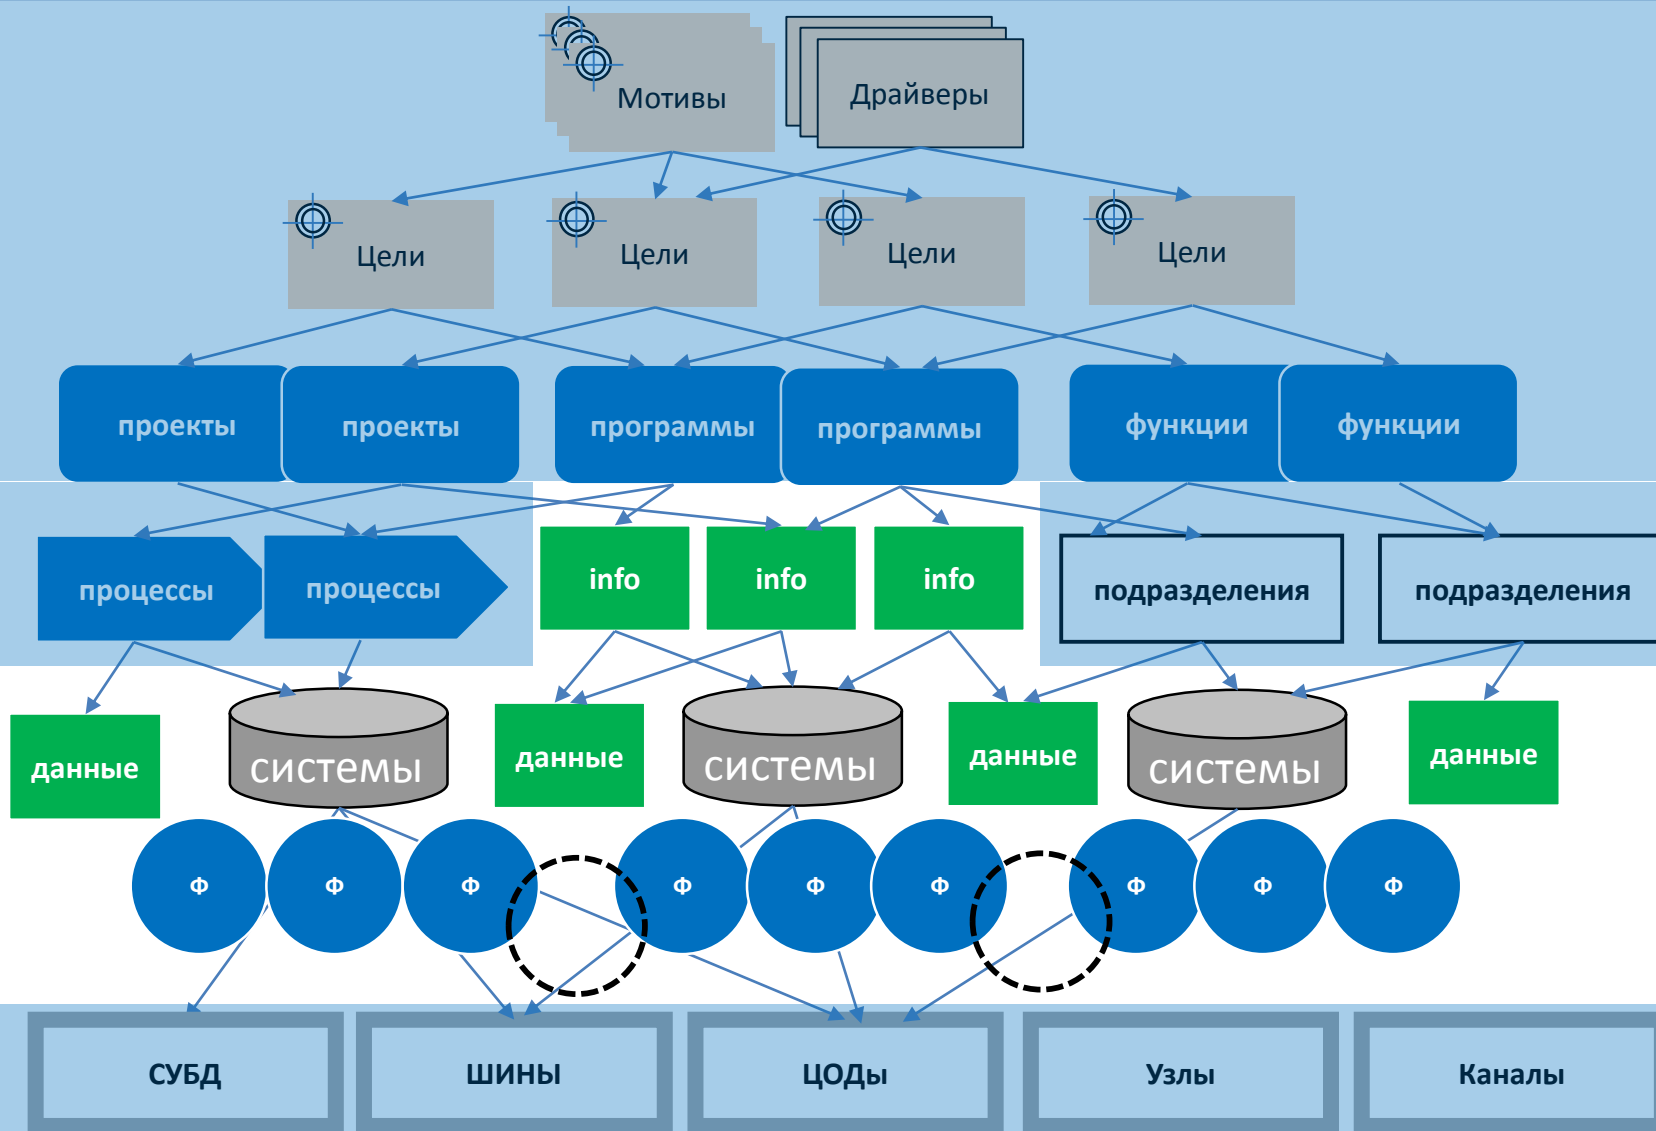 Мотивы
Драйверы
Цели
Цели
Цели
Цели
проекты
проекты
программы
программы
функции
функции
процессы
процессы
info
info
info
подразделения
подразделения
данные
системы
данные
системы
данные
системы
данные
Ф
Ф
Ф
Ф
Ф
Ф
Ф
Ф
Ф
СУБД
ШИНЫ
ЦОДы
Узлы
Каналы